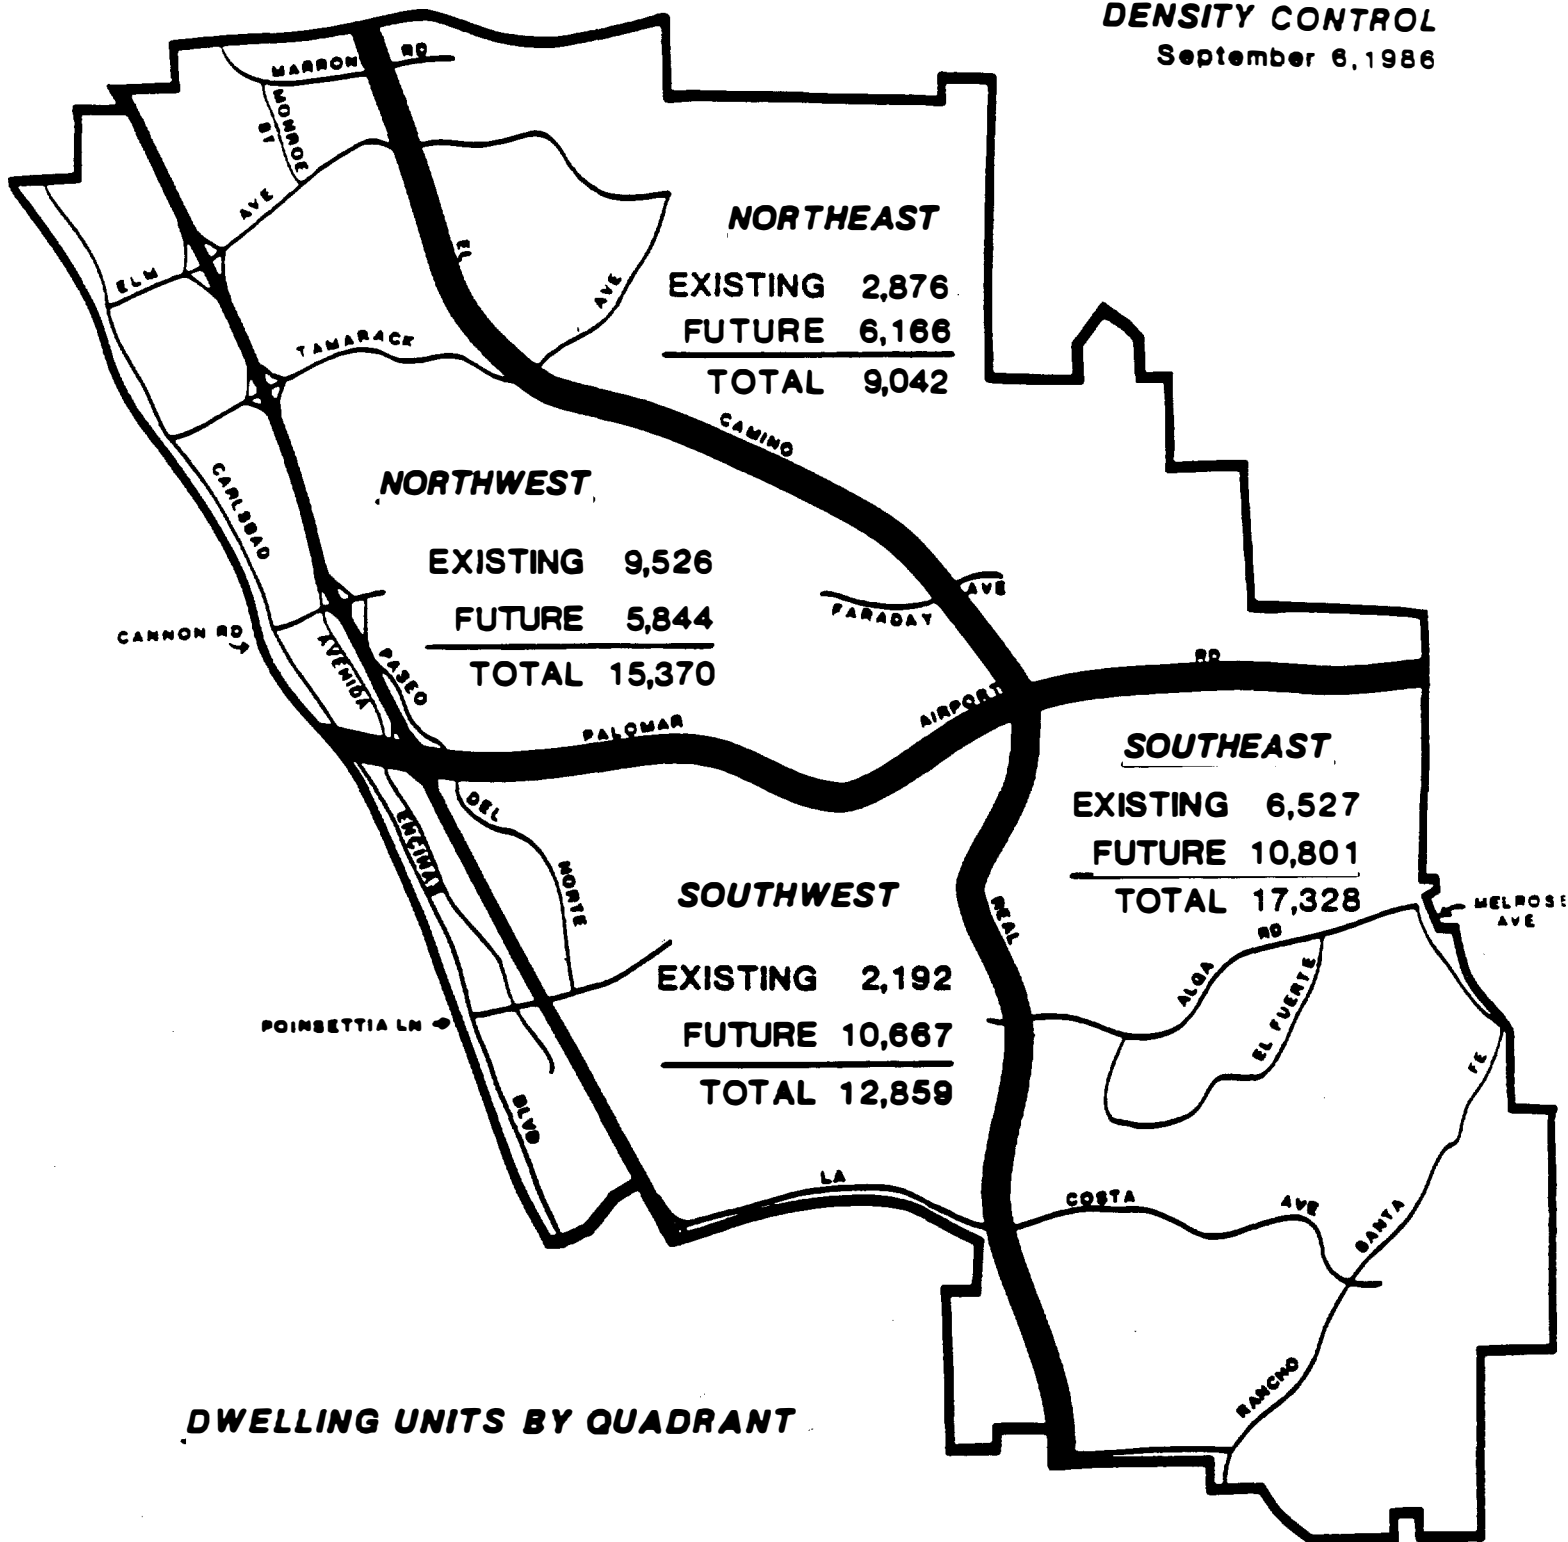 DENSITY CONTROL
September 6, 1986
MARRON RD
MONROE ST
AVE
EL
ELM
AVE
TAMARACK
NORTHEAST
EXISTING 2,876
FUTURE 6,166
TOTAL 9,042
CAMINO
CARLSBAD
NORTHWEST
EXISTING 9,526
FUTURE 5,844
TOTAL 15,370
FARADAY AVE
CANNON RD
AVENIDA
PASEO
PALOMAR
AIRPORT
RD
SOUTHEAST
EXISTING 6,527
FUTURE 10,801
TOTAL 17,328
DEL
ENCINAS
NORTE
SOUTHWEST
EXISTING 2,192
FUTURE 10,667
TOTAL 12,859
REAL
MELROSE
AVE
ALGA
RD
EL FUERTE
POINSETTIA LN
BLVD
FE
LA
COSTA
AVE
SANTA
RANCHO
DWELLING UNITS BY QUADRANT